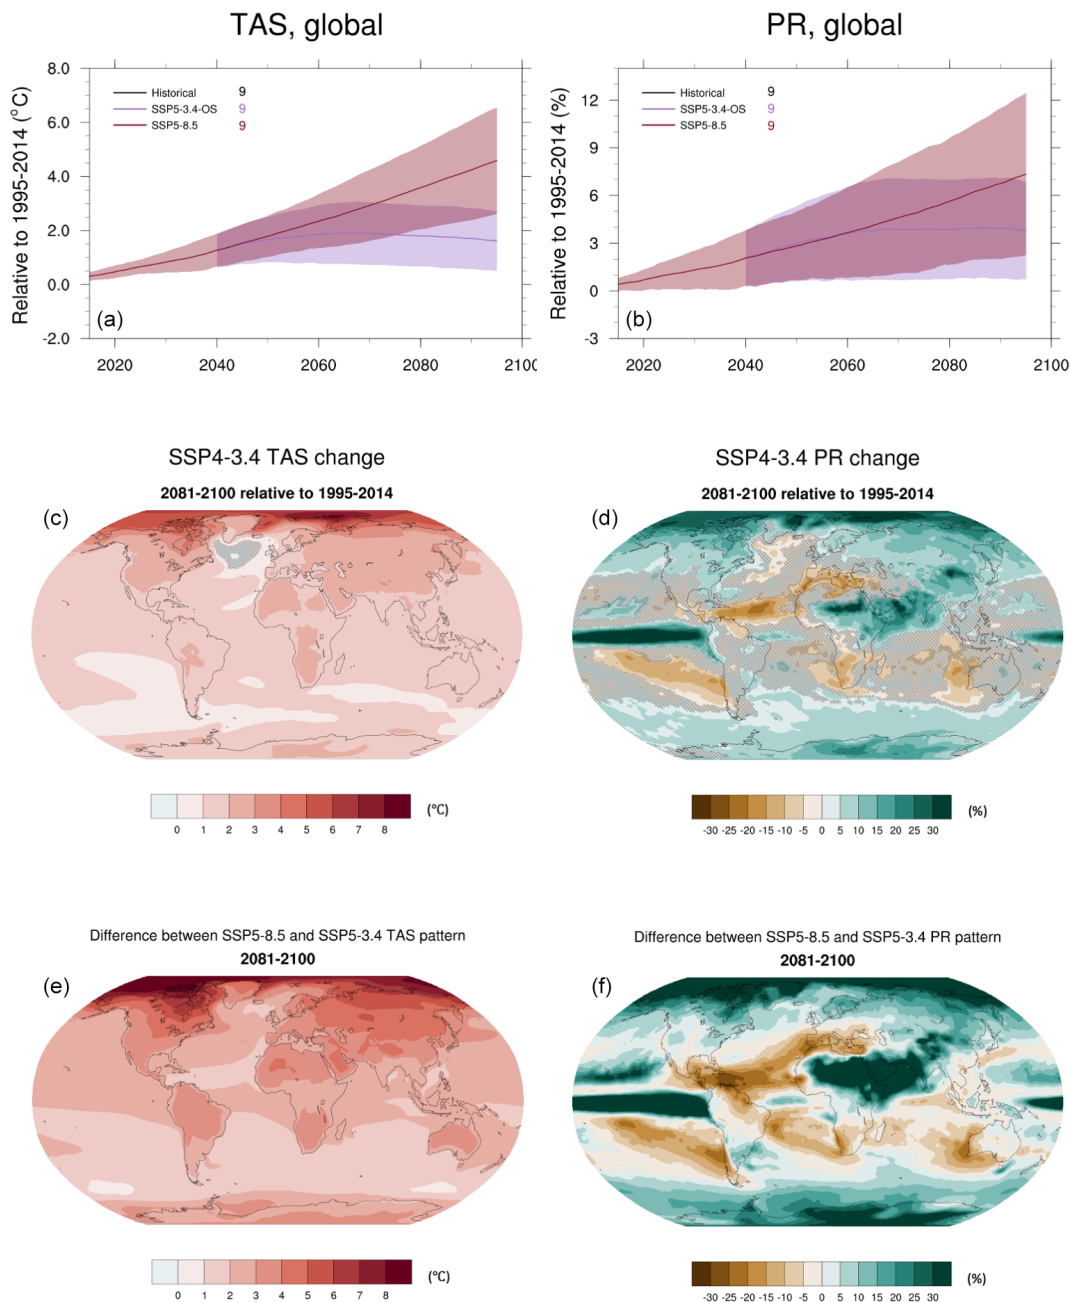 TAS, global
Relative to 1995-2014 (°C)
8.0
6.0
4.0
2.0
0.0
-2.0
Historical 9
SSP5-3.4-OS 9
SSP5-8.5 9
(a)
2020 2040 2060 2080 2100
PR, global
Relative to 1995-2014 (%)
12
9
6
3
0
-3
Historical 9
SSP5-3.4-OS 9
SSP5-8.5 9
(b)
2020 2040 2060 2080 2100
SSP4-3.4 TAS change
2081-2100 relative to 1995-2014
(c)
0 1 2 3 4 5 6 7 8 (°C)
SSP4-3.4 PR change
2081-2100 relative to 1995-2014
(d)
-30 -25 -20 -15 -10 -5 0 5 10 15 20 25 30 (%)
Difference between SSP5-8.5 and SSP5-3.4 TAS pattern
2081-2100
(e)
0 1 2 3 4 5 6 7 8 (°C)
Difference between SSP5-8.5 and SSP5-3.4 PR pattern
2081-2100
(f)
-30 -25 -20 -15 -10 -5 0 5 10 15 20 25 30 (%)